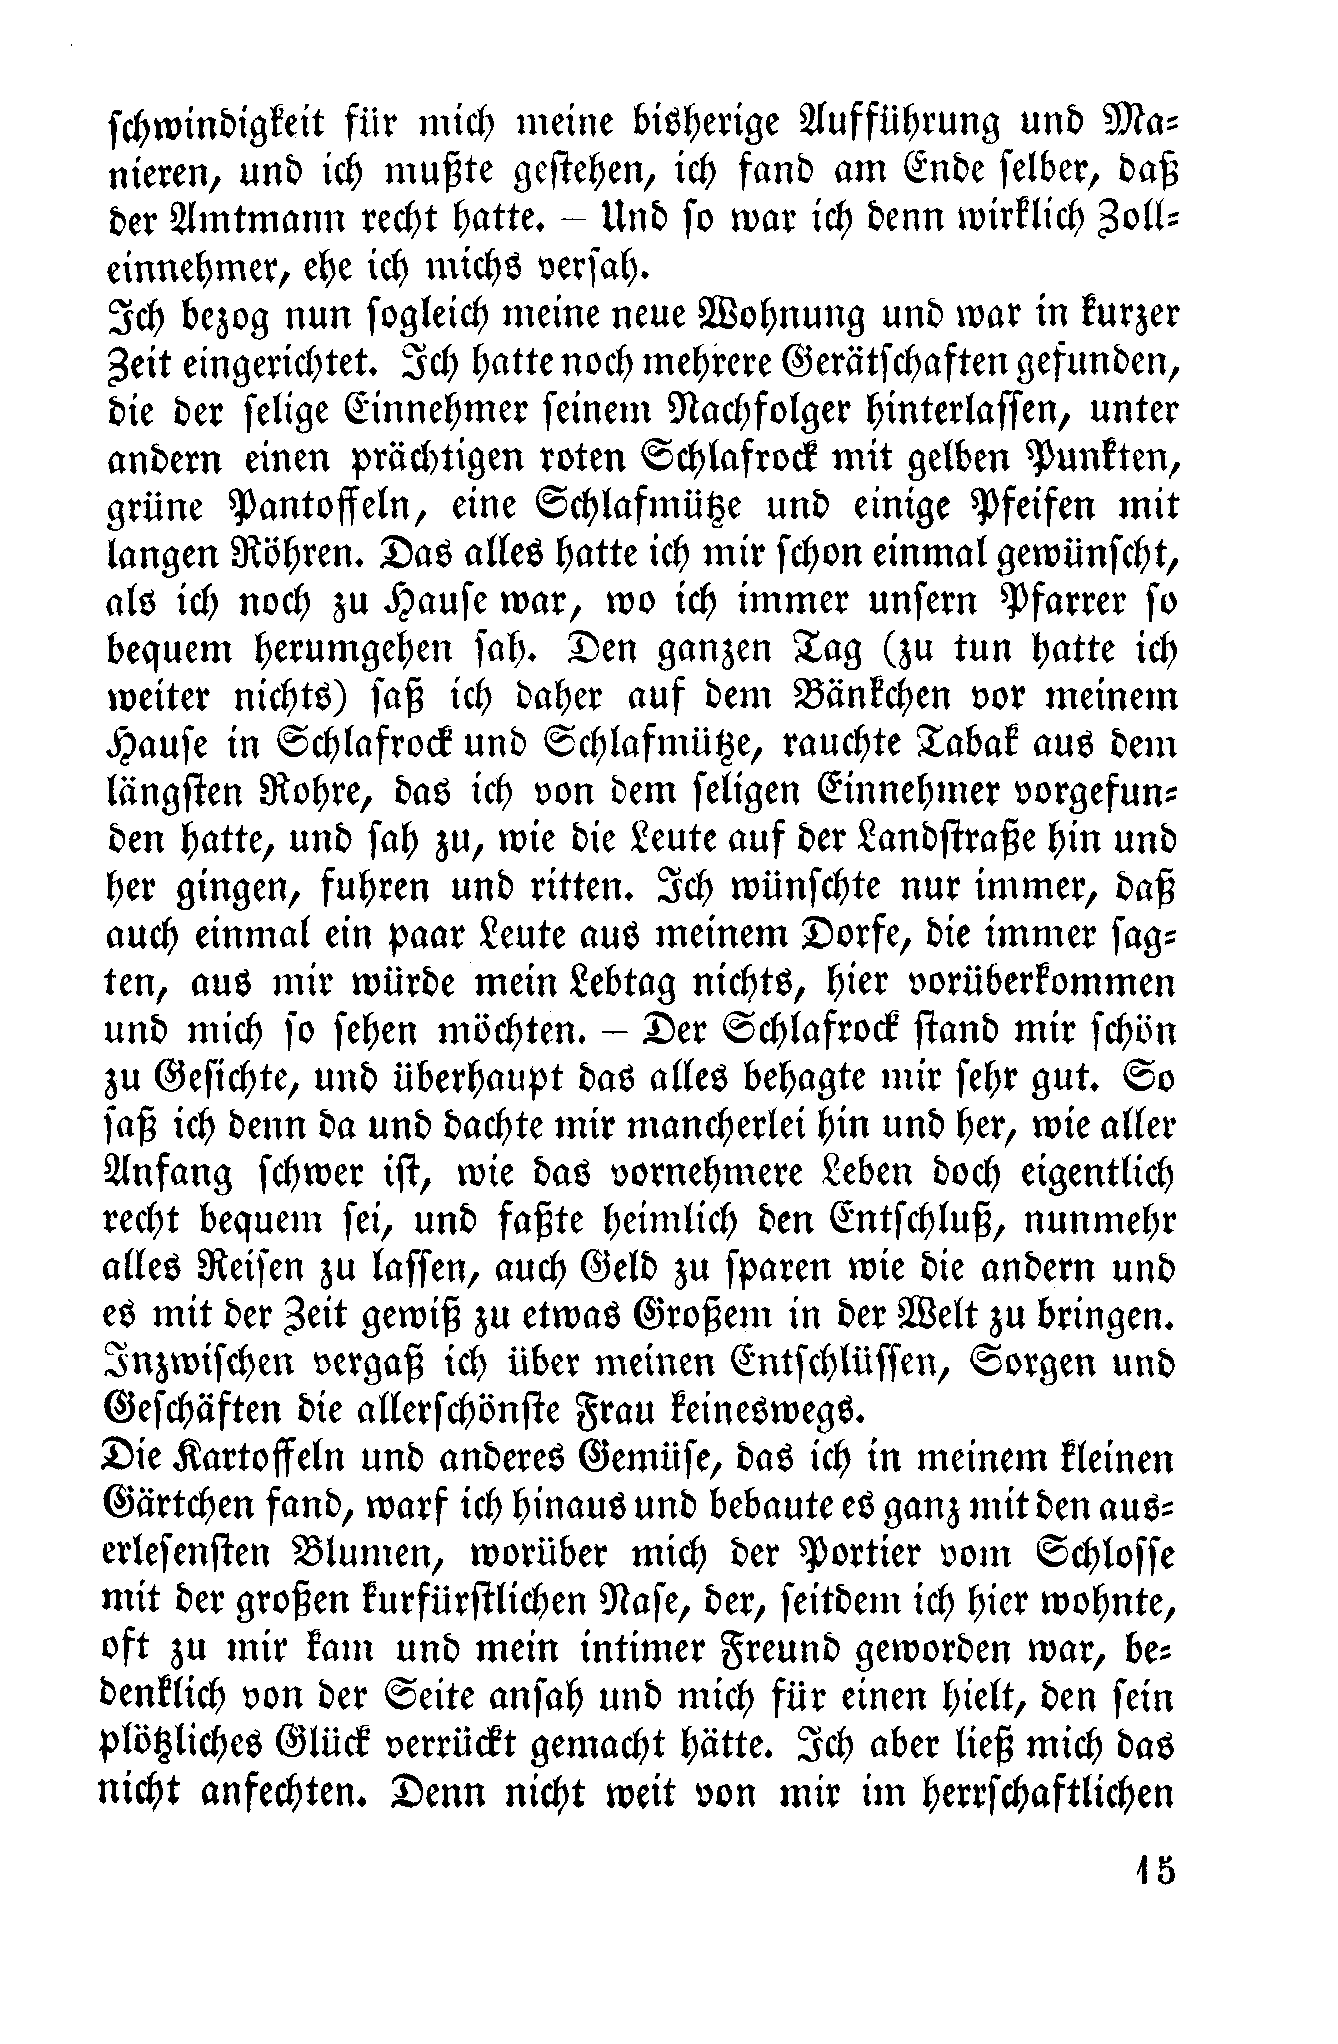 schwindigkeit für mich meine bisherige Aufführung und Ma-
nieren, und ich mußte gestehen, ich fand am Ende selber, daß
der Amtmann recht hatte. – Und so war ich denn wirklich Zoll-
einnehmer, ehe ich michs versah.
Ich bezog nun sogleich meine neue Wohnung und war in kurzer
Zeit eingerichtet. Ich hatte noch mehrere Gerätschaften gefunden,
die der selige Einnehmer seinem Nachfolger hinterlassen, unter
andern einen prächtigen roten Schlafrock mit gelben Punkten,
grüne Pantoffeln, eine Schlafmütze und einige Pfeifen mit
langen Röhren. Das alles hatte ich mir schon einmal gewünscht,
als ich noch zu Hause war, wo ich immer unsern Pfarrer so
bequem herumgehen sah. Den ganzen Tag (zu tun hatte ich
weiter nichts) saß ich daher auf dem Bänkchen vor meinem
Hause in Schlafrock und Schlafmütze, rauchte Tabak aus dem
längsten Rohre, das ich von dem seligen Einnehmer vorgefun-
den hatte, und sah zu, wie die Leute auf der Landstraße hin und
her gingen, fuhren und ritten. Ich wünschte nur immer, daß
auch einmal ein paar Leute aus meinem Dorfe, die immer sag-
ten, aus mir würde mein Lebtag nichts, hier vorüberkommen
und mich so sehen möchten. – Der Schlafrock stand mir schön
zu Gesichte, und überhaupt das alles behagte mir sehr gut. So
saß ich denn da und dachte mir mancherlei hin und her, wie aller
Anfang schwer ist, wie das vornehmere Leben doch eigentlich
recht bequem sei, und faßte heimlich den Entschluß, nunmehr
alles Reisen zu lassen, auch Geld zu sparen wie die andern und
es mit der Zeit gewiß zu etwas Großem in der Welt zu bringen.
Inzwischen vergaß ich über meinen Entschlüssen, Sorgen und
Geschäften die allerschönste Frau keineswegs.
Die Kartoffeln und anderes Gemüse, das ich in meinem kleinen
Gärtchen fand, warf ich hinaus und bebaute es ganz mit den aus-
erlesensten Blumen, worüber mich der Portier vom Schlosse
mit der großen kurfürstlichen Nase, der, seitdem ich hier wohnte,
oft zu mir kam und mein intimer Freund geworden war, be-
denklich von der Seite ansah und mich für einen hielt, den sein
plötzliches Glück verrückt gemacht hätte. Ich aber ließ mich das
nicht anfechten. Denn nicht weit von mir im herrschaftlichen
15